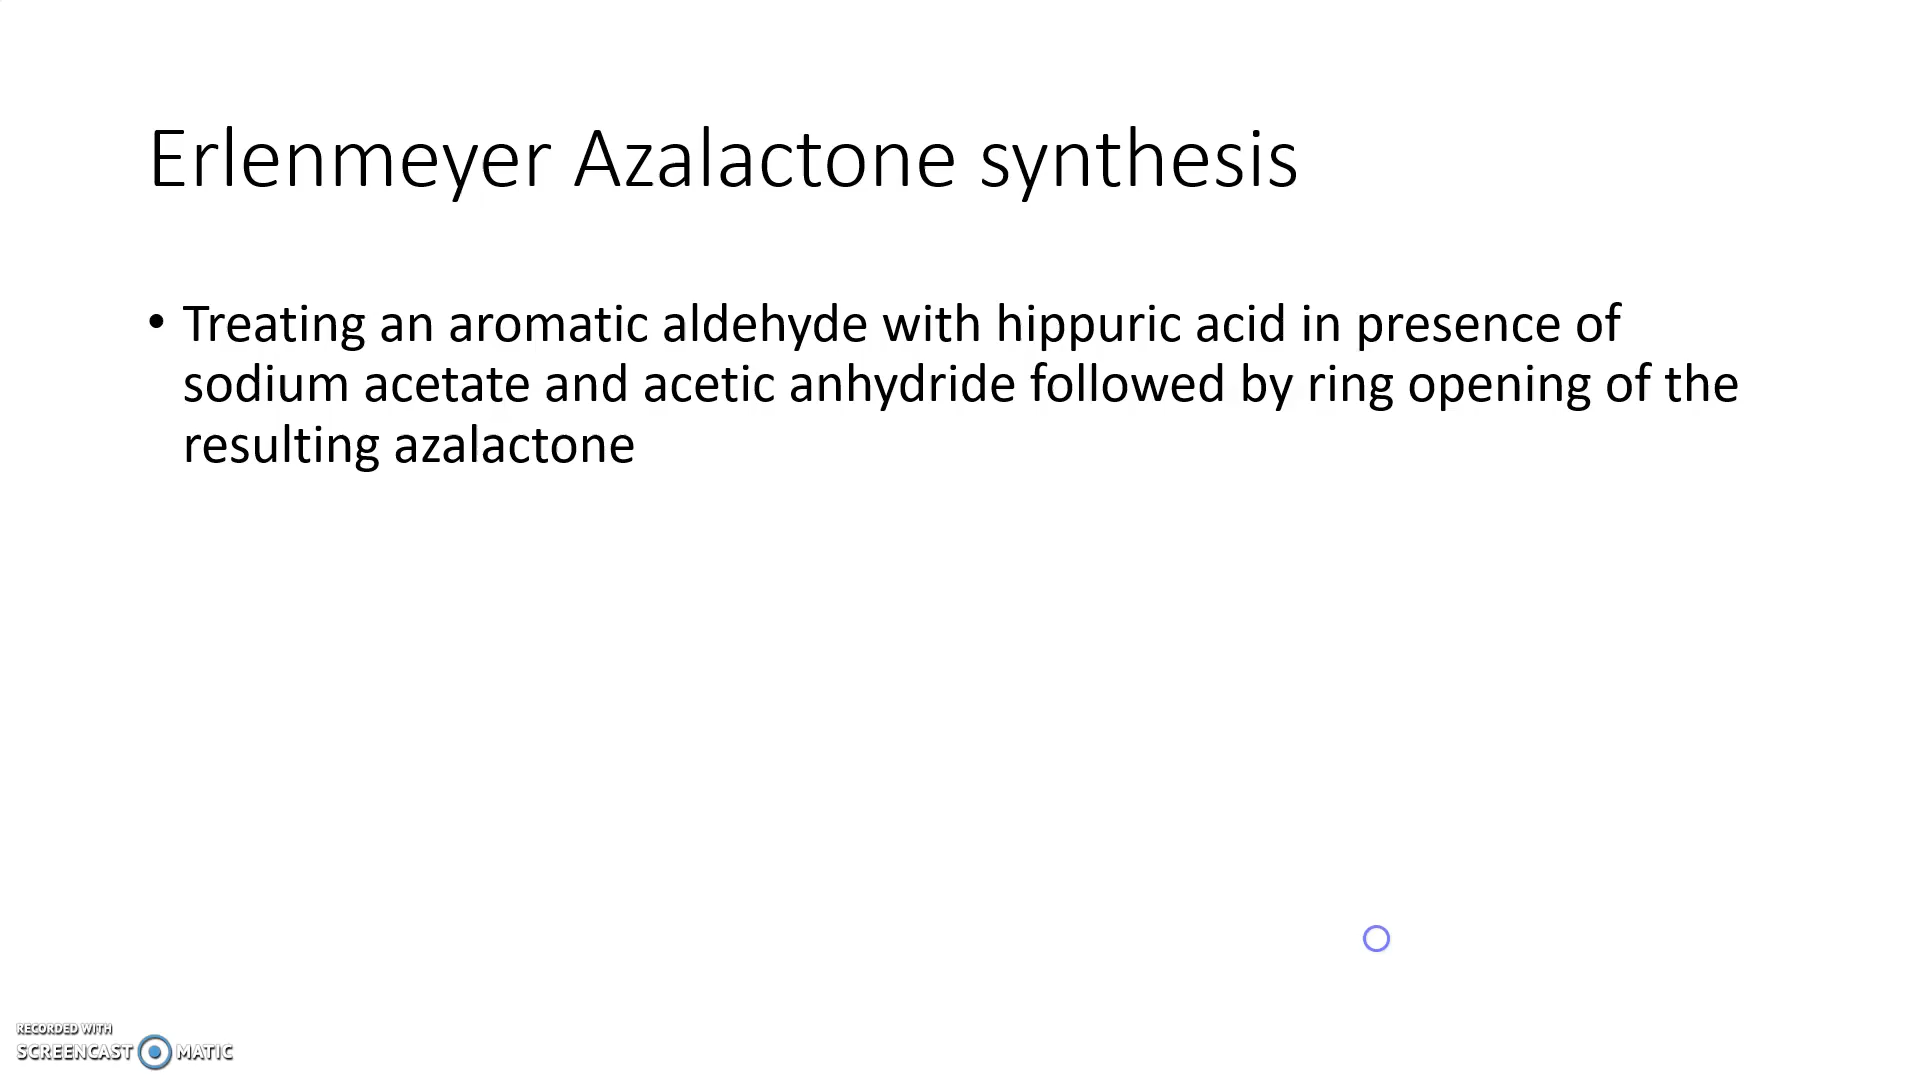 Erlenmeyer Azalactone synthesis
• Treating an aromatic aldehyde with hippuric acid in presence of
sodium acetate and acetic anhydride followed by ring opening of the
resulting azalactone
RECORDED WITH
SCREENCAST MATIC